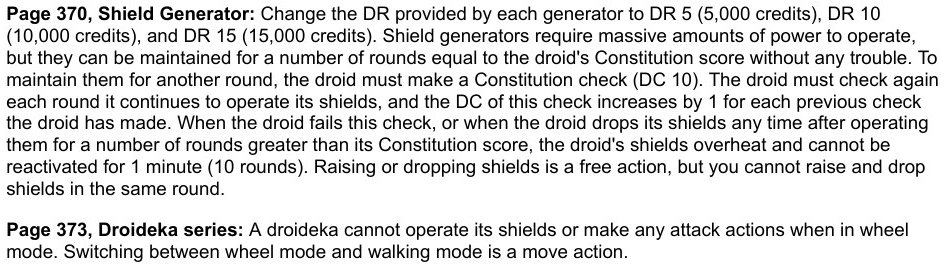 Page 370, Shield Generator: Change the DR provided by each generator to DR 5 (5,000 credits), DR 10
(10,000 credits), and DR 15 (15,000 credits). Shield generators require massive amounts of power to operate,
but they can be maintained for a number of rounds equal to the droid's Constitution score without any trouble. To
maintain them for another round, the droid must make a Constitution check (DC 10). The droid must check again
each round it continues to operate its shields, and the DC of this check increases by 1 for each previous check
the droid has made. When the droid fails this check, or when the droid drops its shields any time after operating
them for a number of rounds greater than its Constitution score, the droid's shields overheat and cannot be
reactivated for 1 minute (10 rounds). Raising or dropping shields is a free action, but you cannot raise and drop
shields in the same round.
Page 373, Droideka series: A droideka cannot operate its shields or make any attack actions when in wheel
mode. Switching between wheel mode and walking mode is a move action.